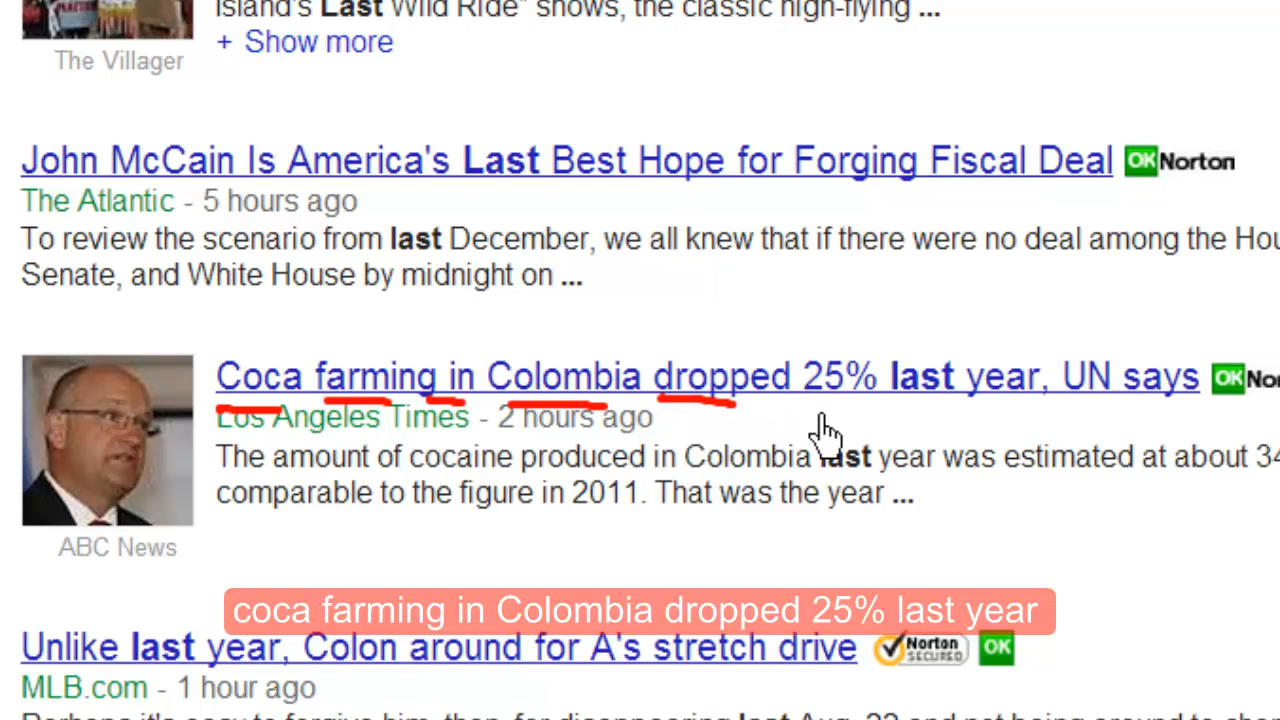 Island's Last Wild Ride" shows, the classic high-flying ...
The Villager
+ Show more
John McCain Is America's Last Best Hope for Forging Fiscal Deal OK Norton
The Atlantic - 5 hours ago
To review the scenario from last December, we all knew that if there were no deal among the Hou
Senate, and White House by midnight on ...
Coca farming in Colombia dropped 25% last year, UN says OK Nor
Los Angeles Times - 2 hours ago
The amount of cocaine produced in Colombia last year was estimated at about 34
comparable to the figure in 2011. That was the year ...
ABC News
coca farming in Colombia dropped 25% last year
Unlike last year, Colon around for A's stretch drive Norton SECURED OK
MLB.com - 1 hour ago